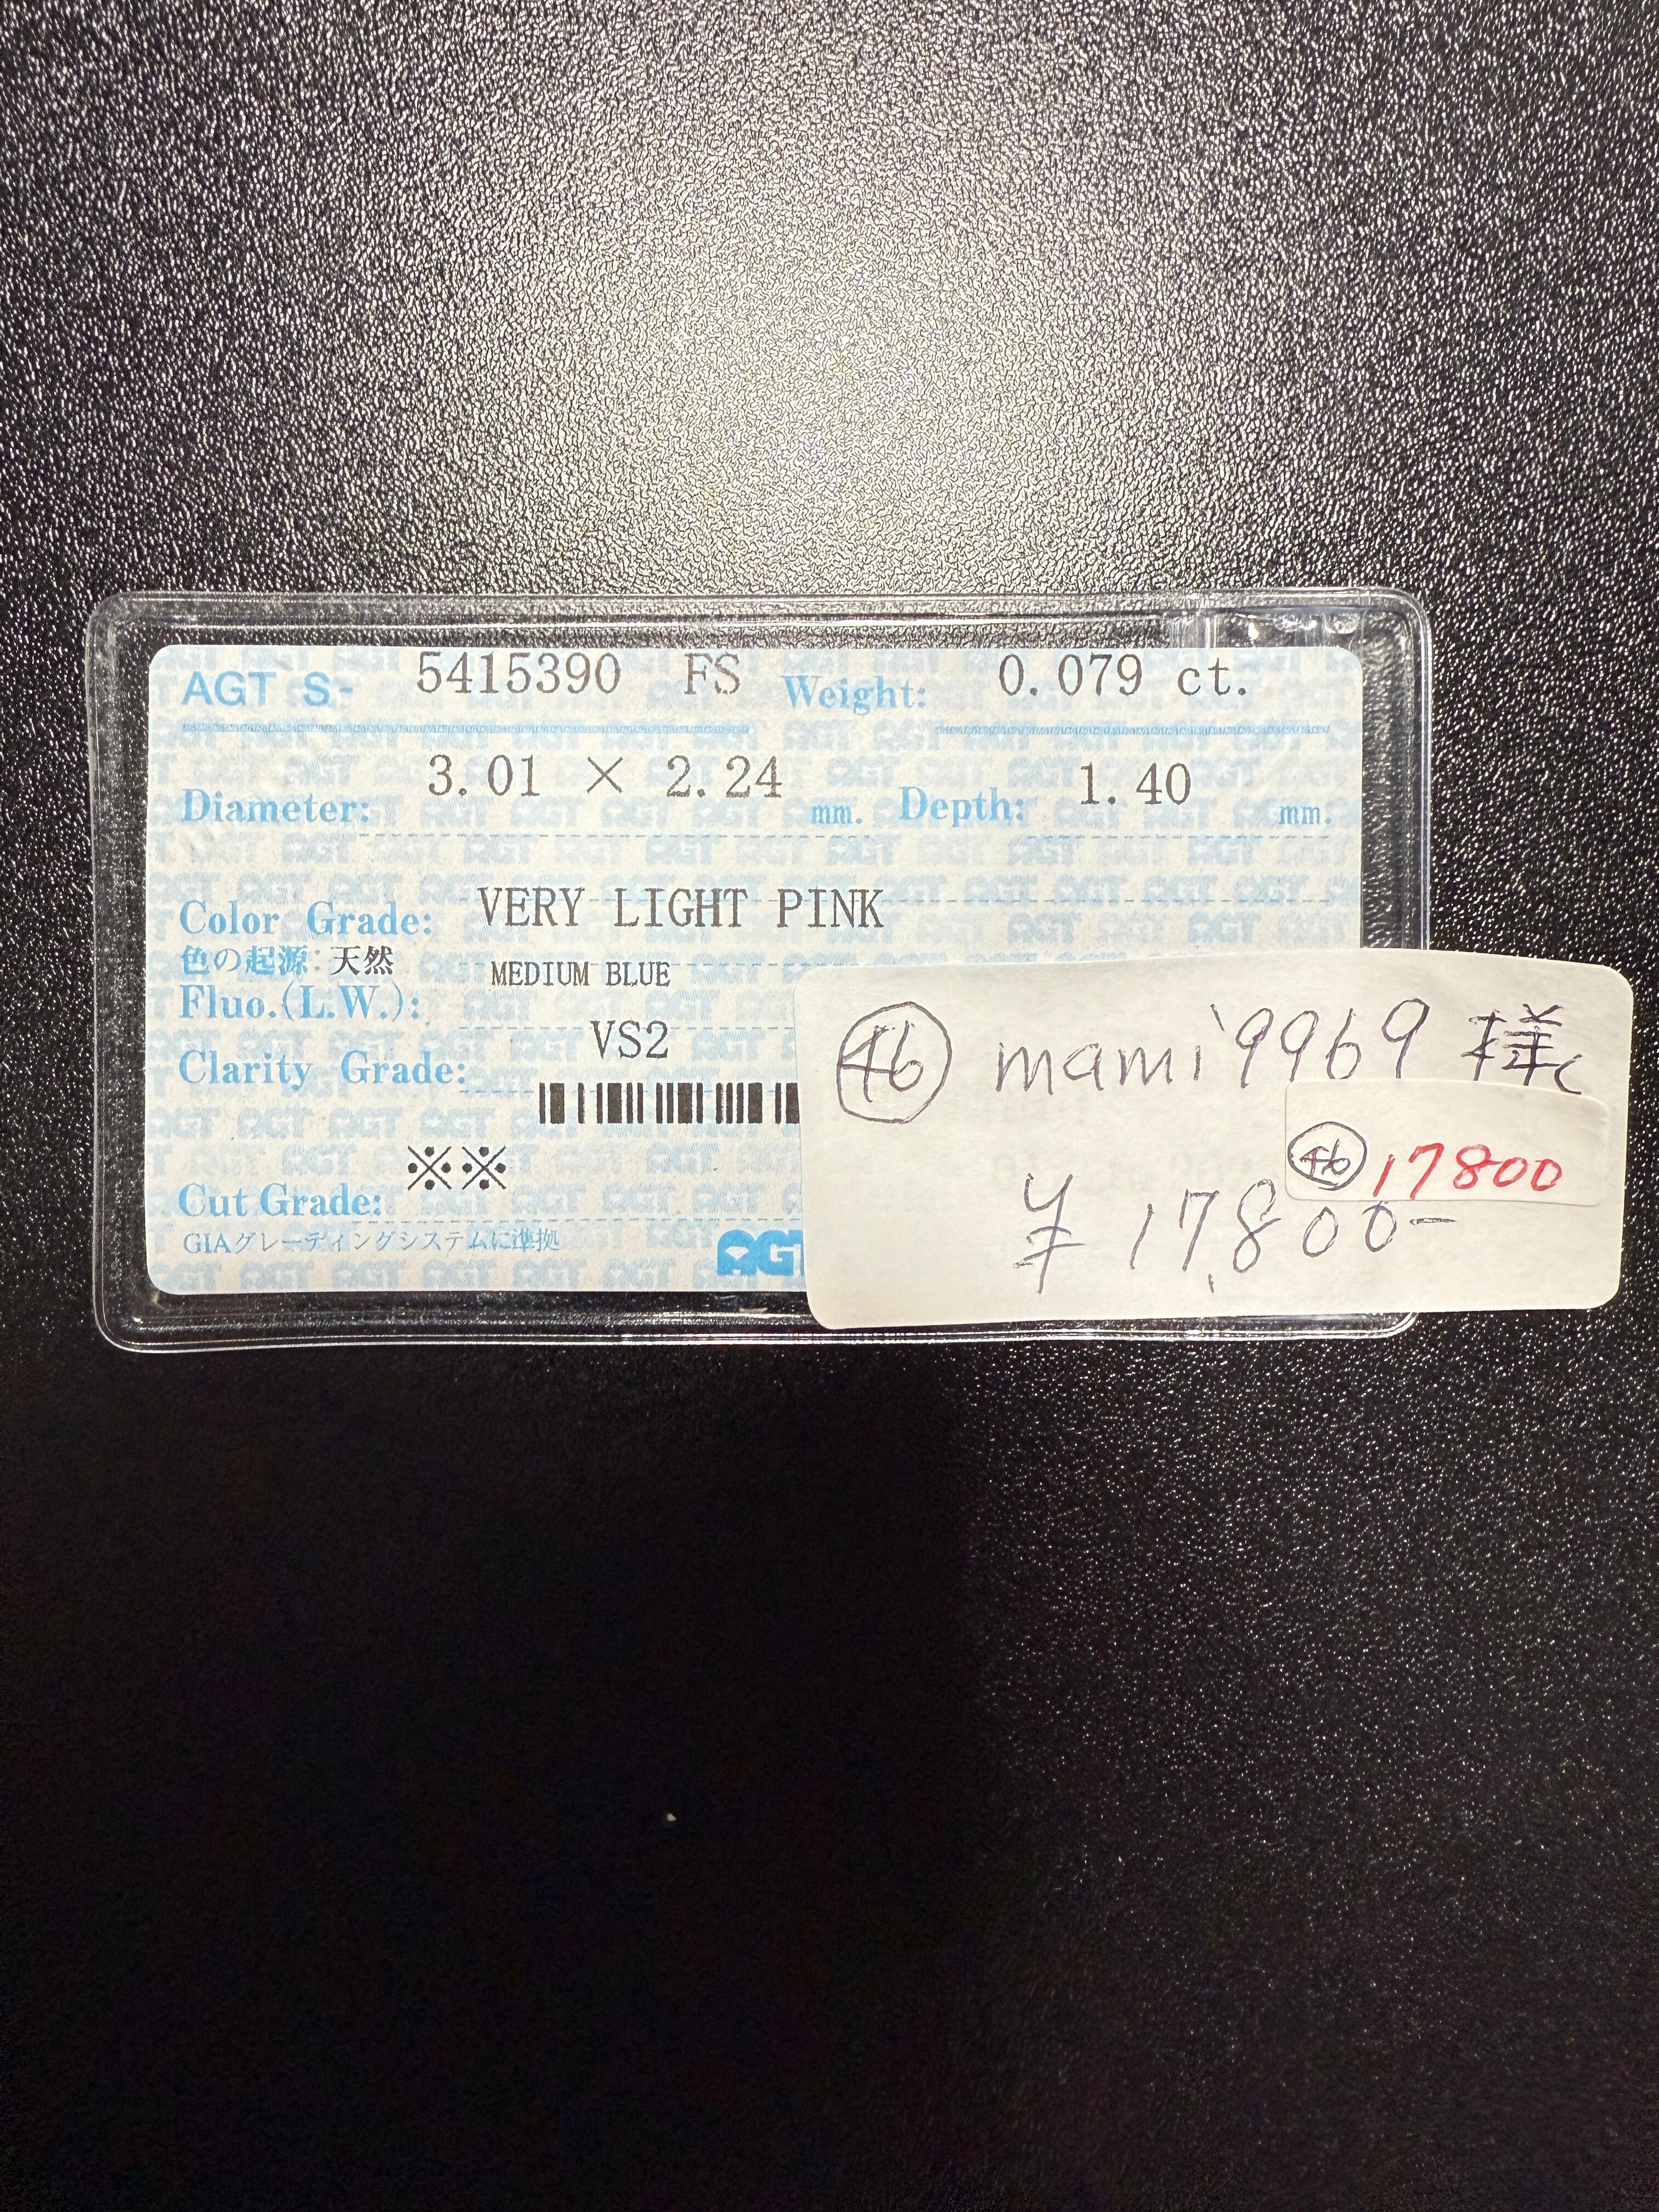 AGT S- 5415390 FS Weight: 0.079 ct.
Diameter: 3.01 × 2.24 mm. Depth: 1.40 mm.
Color Grade: VERY LIGHT PINK
色の起源: 天然
Fluo.(L.W.): MEDIUM BLUE
Clarity Grade: VS2
Cut Grade: ※※
GIAグレーディングシステムに準拠
AGT
46 mami9969 様
46 17800
¥17,800-